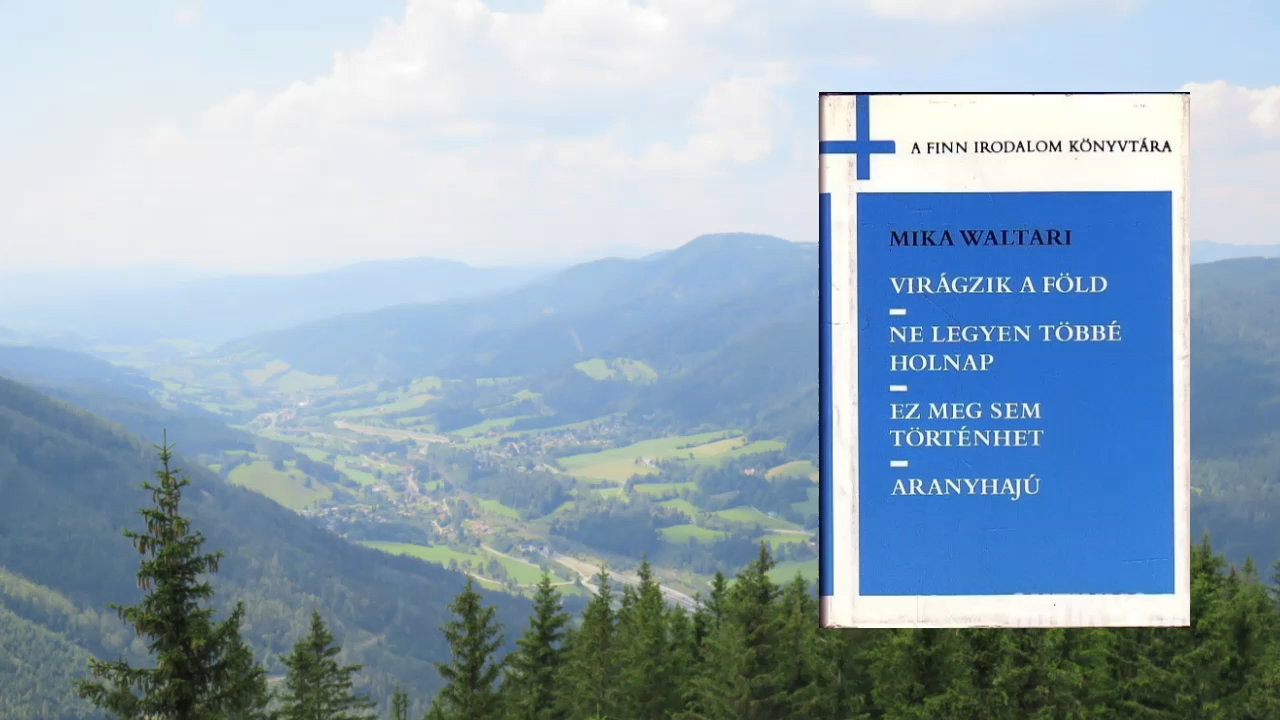 A FINN IRODALOM KÖNYVTÁRA
MIKA WALTARI
VIRÁGZIK A FÖLD
NE LEGYEN TÖBBÉ
HOLNAP
EZ MEG SEM
TÖRTÉNHET
ARANYHAJÚ